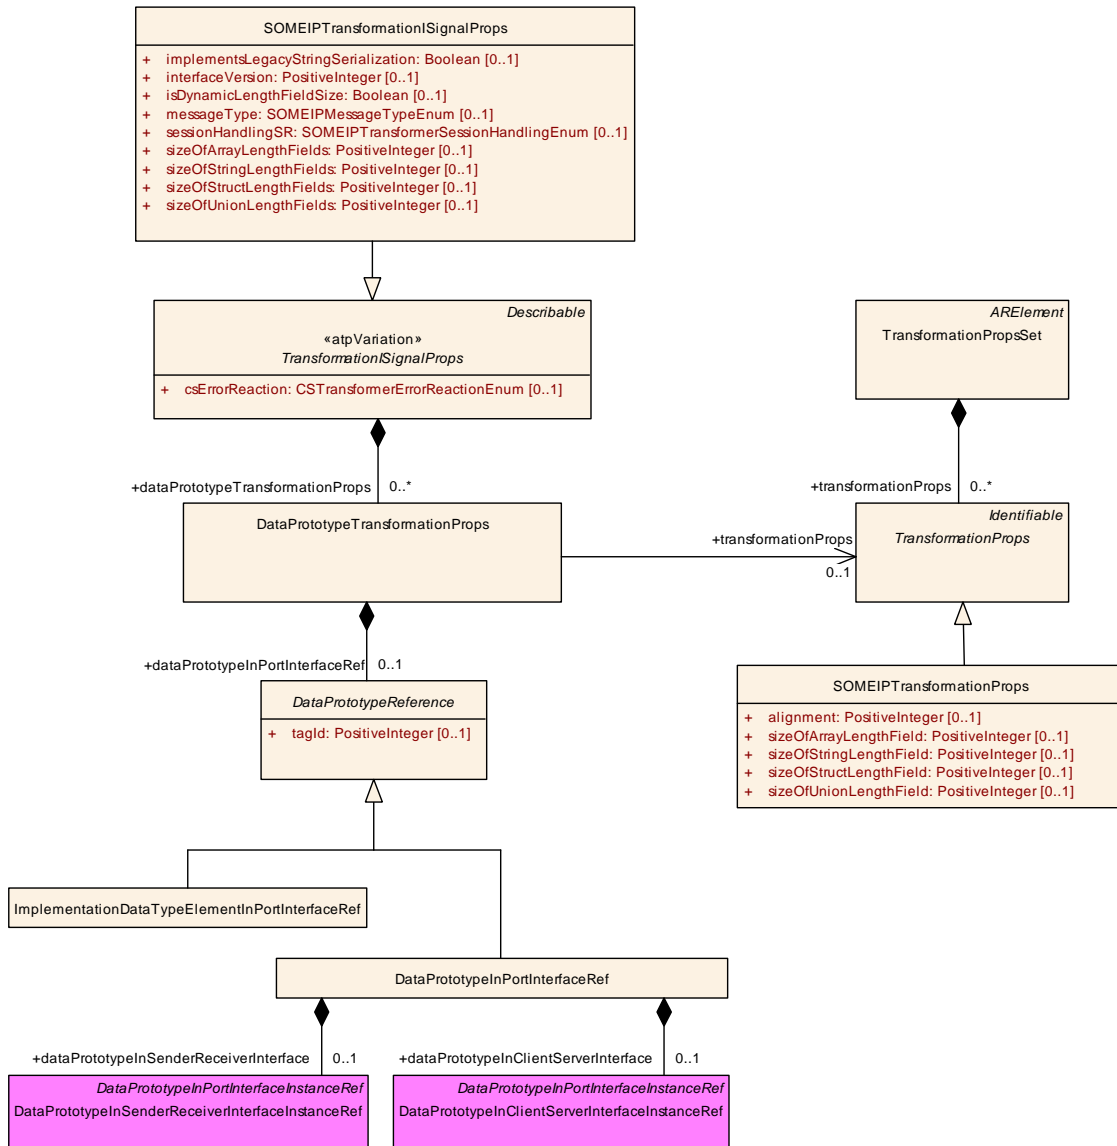 SOMEIPTransformationISignalProps
+ implementsLegacyStringSerialization: Boolean [0..1]
+ interfaceVersion: PositiveInteger [0..1]
+ isDynamicLengthFieldSize: Boolean [0..1]
+ messageType: SOMEIPMessageTypeEnum [0..1]
+ sessionHandlingSR: SOMEIPTransformerSessionHandlingEnum [0..1]
+ sizeOfArrayLengthFields: PositiveInteger [0..1]
+ sizeOfStringLengthFields: PositiveInteger [0..1]
+ sizeOfStructLengthFields: PositiveInteger [0..1]
+ sizeOfUnionLengthFields: PositiveInteger [0..1]
Describable
«atpVariation»
TransformationISignalProps
+ csErrorReaction: CSTransformerErrorReactionEnum [0..1]
ARElement
TransformationPropsSet
+dataPrototypeTransformationProps 0..*
+transformationProps 0..*
DataPrototypeTransformationProps
+transformationProps
0..1
Identifiable
TransformationProps
+dataPrototypeInPortInterfaceRef 0..1
DataPrototypeReference
+ tagId: PositiveInteger [0..1]
SOMEIPTransformationProps
+ alignment: PositiveInteger [0..1]
+ sizeOfArrayLengthField: PositiveInteger [0..1]
+ sizeOfStringLengthField: PositiveInteger [0..1]
+ sizeOfStructLengthField: PositiveInteger [0..1]
+ sizeOfUnionLengthField: PositiveInteger [0..1]
ImplementationDataTypeElementInPortInterfaceRef
DataPrototypeInPortInterfaceRef
+dataPrototypeInSenderReceiverInterface 0..1
+dataPrototypeInClientServerInterface 0..1
DataPrototypeInPortInterfaceInstanceRef
DataPrototypeInSenderReceiverInterfaceInstanceRef
DataPrototypeInPortInterfaceInstanceRef
DataPrototypeInClientServerInterfaceInstanceRef